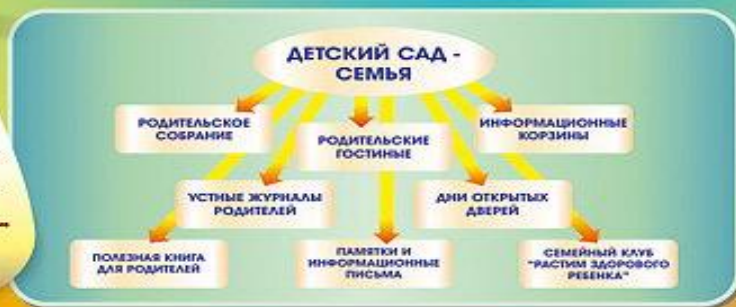 ДЕТСКИЙ САД -
СЕМЬЯ
РОДИТЕЛЬСКОЕ
СОБРАНИЕ
РОДИТЕЛЬСКИЕ
ГОСТИНЫЕ
ИНФОРМАЦИОННЫЕ
КОРЗИНЫ
УСТНЫЕ ЖУРНАЛЫ
РОДИТЕЛЕЙ
ДНИ ОТКРЫТЫХ
ДВЕРЕЙ
ПОЛЕЗНАЯ КНИГА
ДЛЯ РОДИТЕЛЕЙ
ПАМЯТКИ И
ИНФОРМАЦИОННЫЕ
ПИСЬМА
СЕМЕЙНЫЙ КЛУБ
"РАСТИМ ЗДОРОВОГО
РЕБЕНКА"